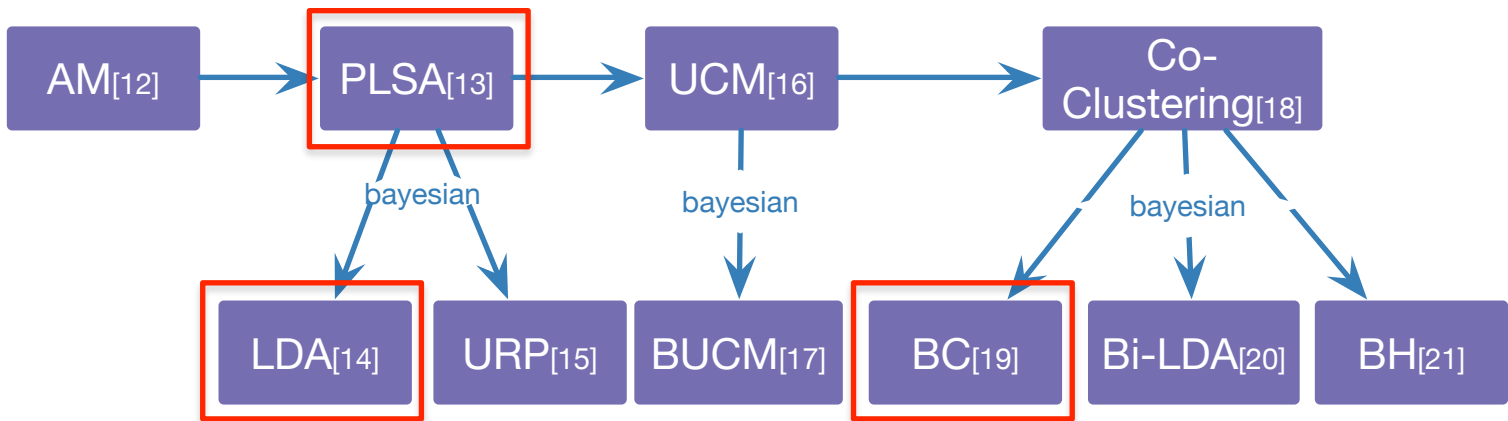 AM[12]
PLSA[13]
UCM[16]
Co-
Clustering[18]
bayesian
bayesian
bayesian
LDA[14]
URP[15]
BUCM[17]
BC[19]
Bi-LDA[20]
BH[21]